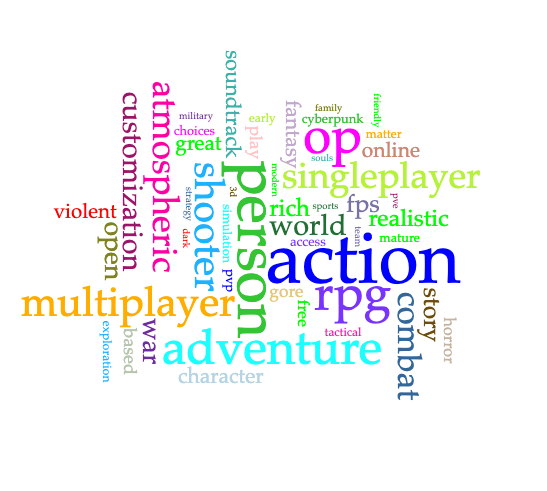 soundtrack
atmospheric
customization
military
choices
great
early
play
fantasy
family
cyberpunk
friendly
op
matter
online
souls
singleplayer
person
shooter
strategy
dark
3d
simulation
pvp
modern
rich
sports
world
access
fps
pve
realistic
team
mature
violent
open
action
multiplayer
gore
free
rpg
combat
story
horror
exploration
based
war
adventure
tactical
character